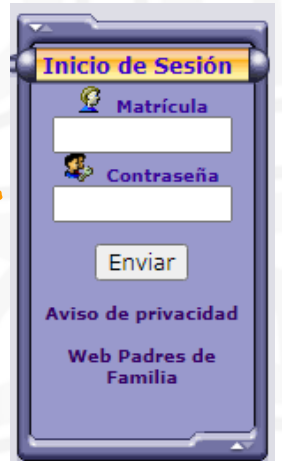 Inicio de Sesión
Matrícula
Contraseña
Enviar
Aviso de privacidad
Web Padres de
Familia